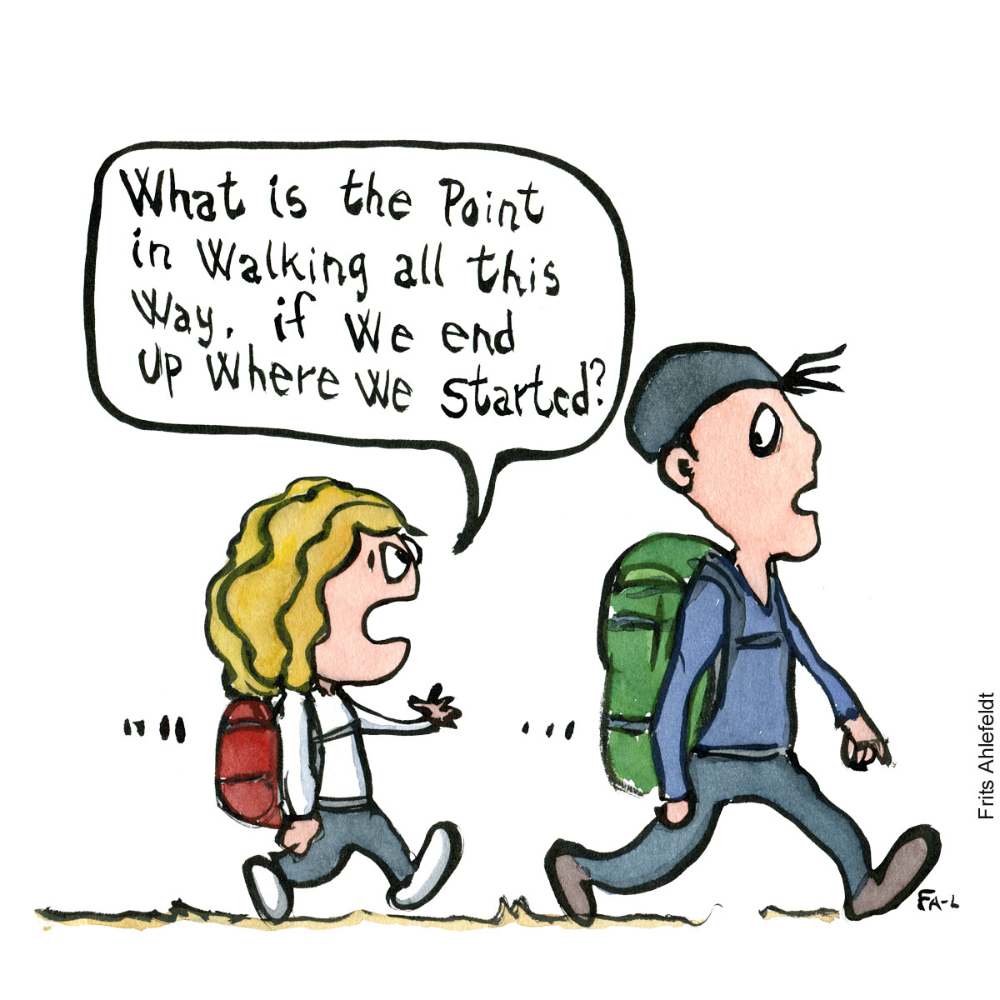 What is the Point
in Walking all this
Way, if We end
up Where We started?
Frits Ahlefeldt
FA-L